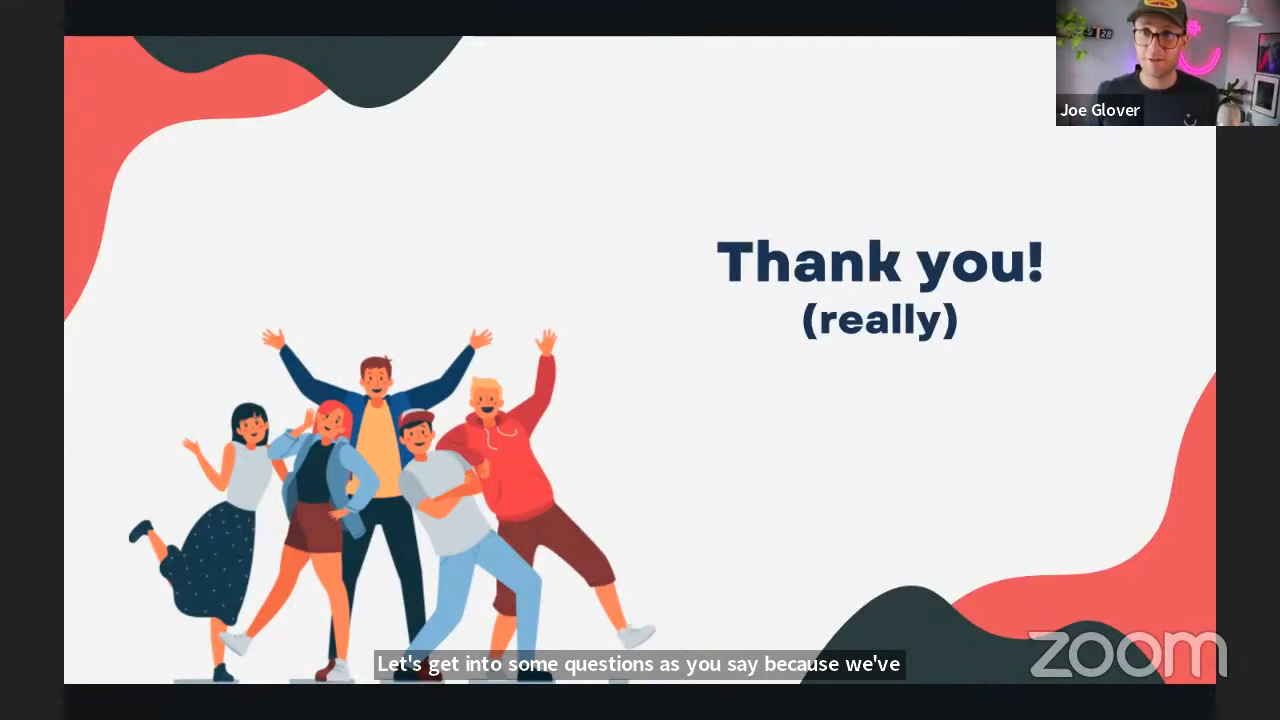 Joe Glover
Thank you!
(really)
Let's get into some questions as you say because we've
zoom